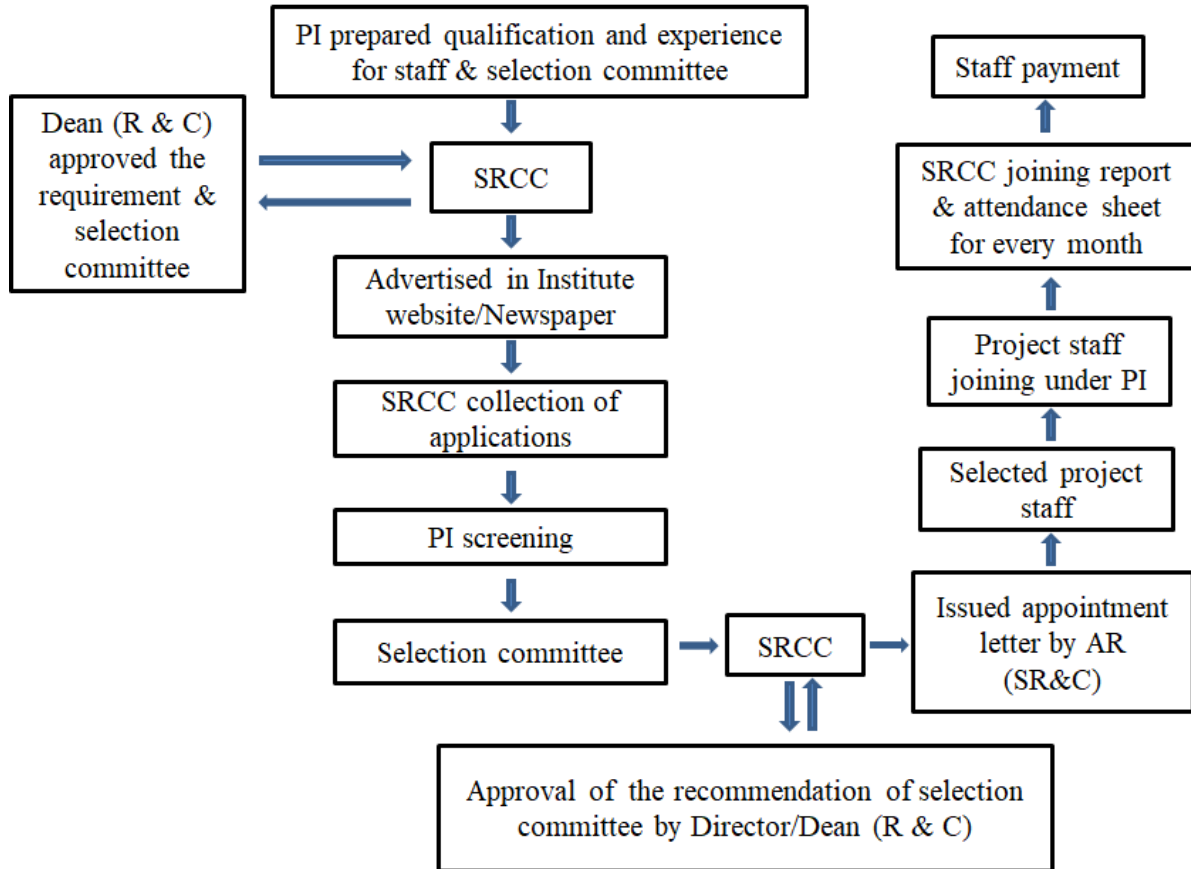 PI prepared qualification and experience
for staff & selection committee
Dean (R & C)
approved the
requirement &
selection
committee
SRCC
Advertised in Institute
website/Newspaper
SRCC collection of
applications
PI screening
Selection committee
SRCC
Approval of the recommendation of selection
committee by Director/Dean (R & C)
Issued appointment
letter by AR
(SR&C)
Selected project
staff
Project staff
joining under PI
SRCC joining report
& attendance sheet
for every month
Staff payment